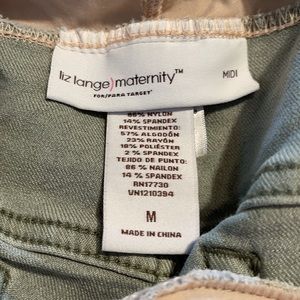 liz lange)maternity™
MIDI
FOR/PARA TARGET
86% NYLON
14% SPANDEX
REVESTIMIENTO:
57% ALGODÓN
23% RAYÓN
18% POLIÉSTER
2 % SPANDEX
TEJIDO DE PUNTO:
86 % NAILON
14 % SPANDEX
RN17730
VN1210394
M
MADE IN CHINA